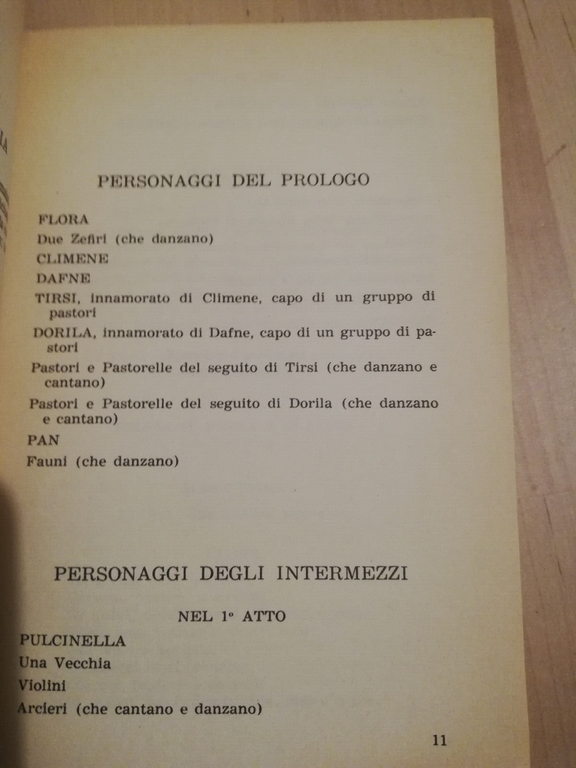 LA
PERSONAGGI DEL PROLOGO
FLORA
Due Zefiri (che danzano)
CLIMENE
DAFNE
TIRSI, innamorato di Climene, capo di un gruppo di
pastori
DORILA, innamorato di Dafne, capo di un gruppo di pa-
stori
Pastori e Pastorelle del seguito di Tirsi (che danzano e
cantano)
Pastori e Pastorelle del seguito di Dorila (che danzano
e cantano)
PAN
Fauni (che danzano)
PERSONAGGI DEGLI INTERMEZZI
NEL 1° ATTO
PULCINELLA
Una Vecchia
Violini
Arcieri (che cantano e danzano)
11